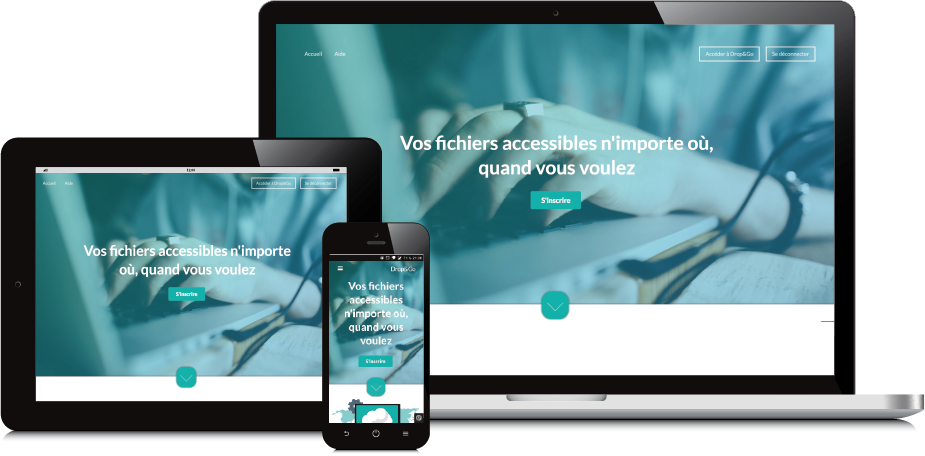 Accueil Aide Accéder à Drop&Go Se déconnecter
Vos fichiers accessibles n'importe où,
quand vous voulez
S'inscrire
Accueil Aide Accéder à Drop&Go Se déconnecter
Vos fichiers accessibles n'importe
où, quand vous voulez
S'inscrire
Drop&Go
Vos fichiers
accessibles
n'importe où,
quand vous
voulez
S'inscrire